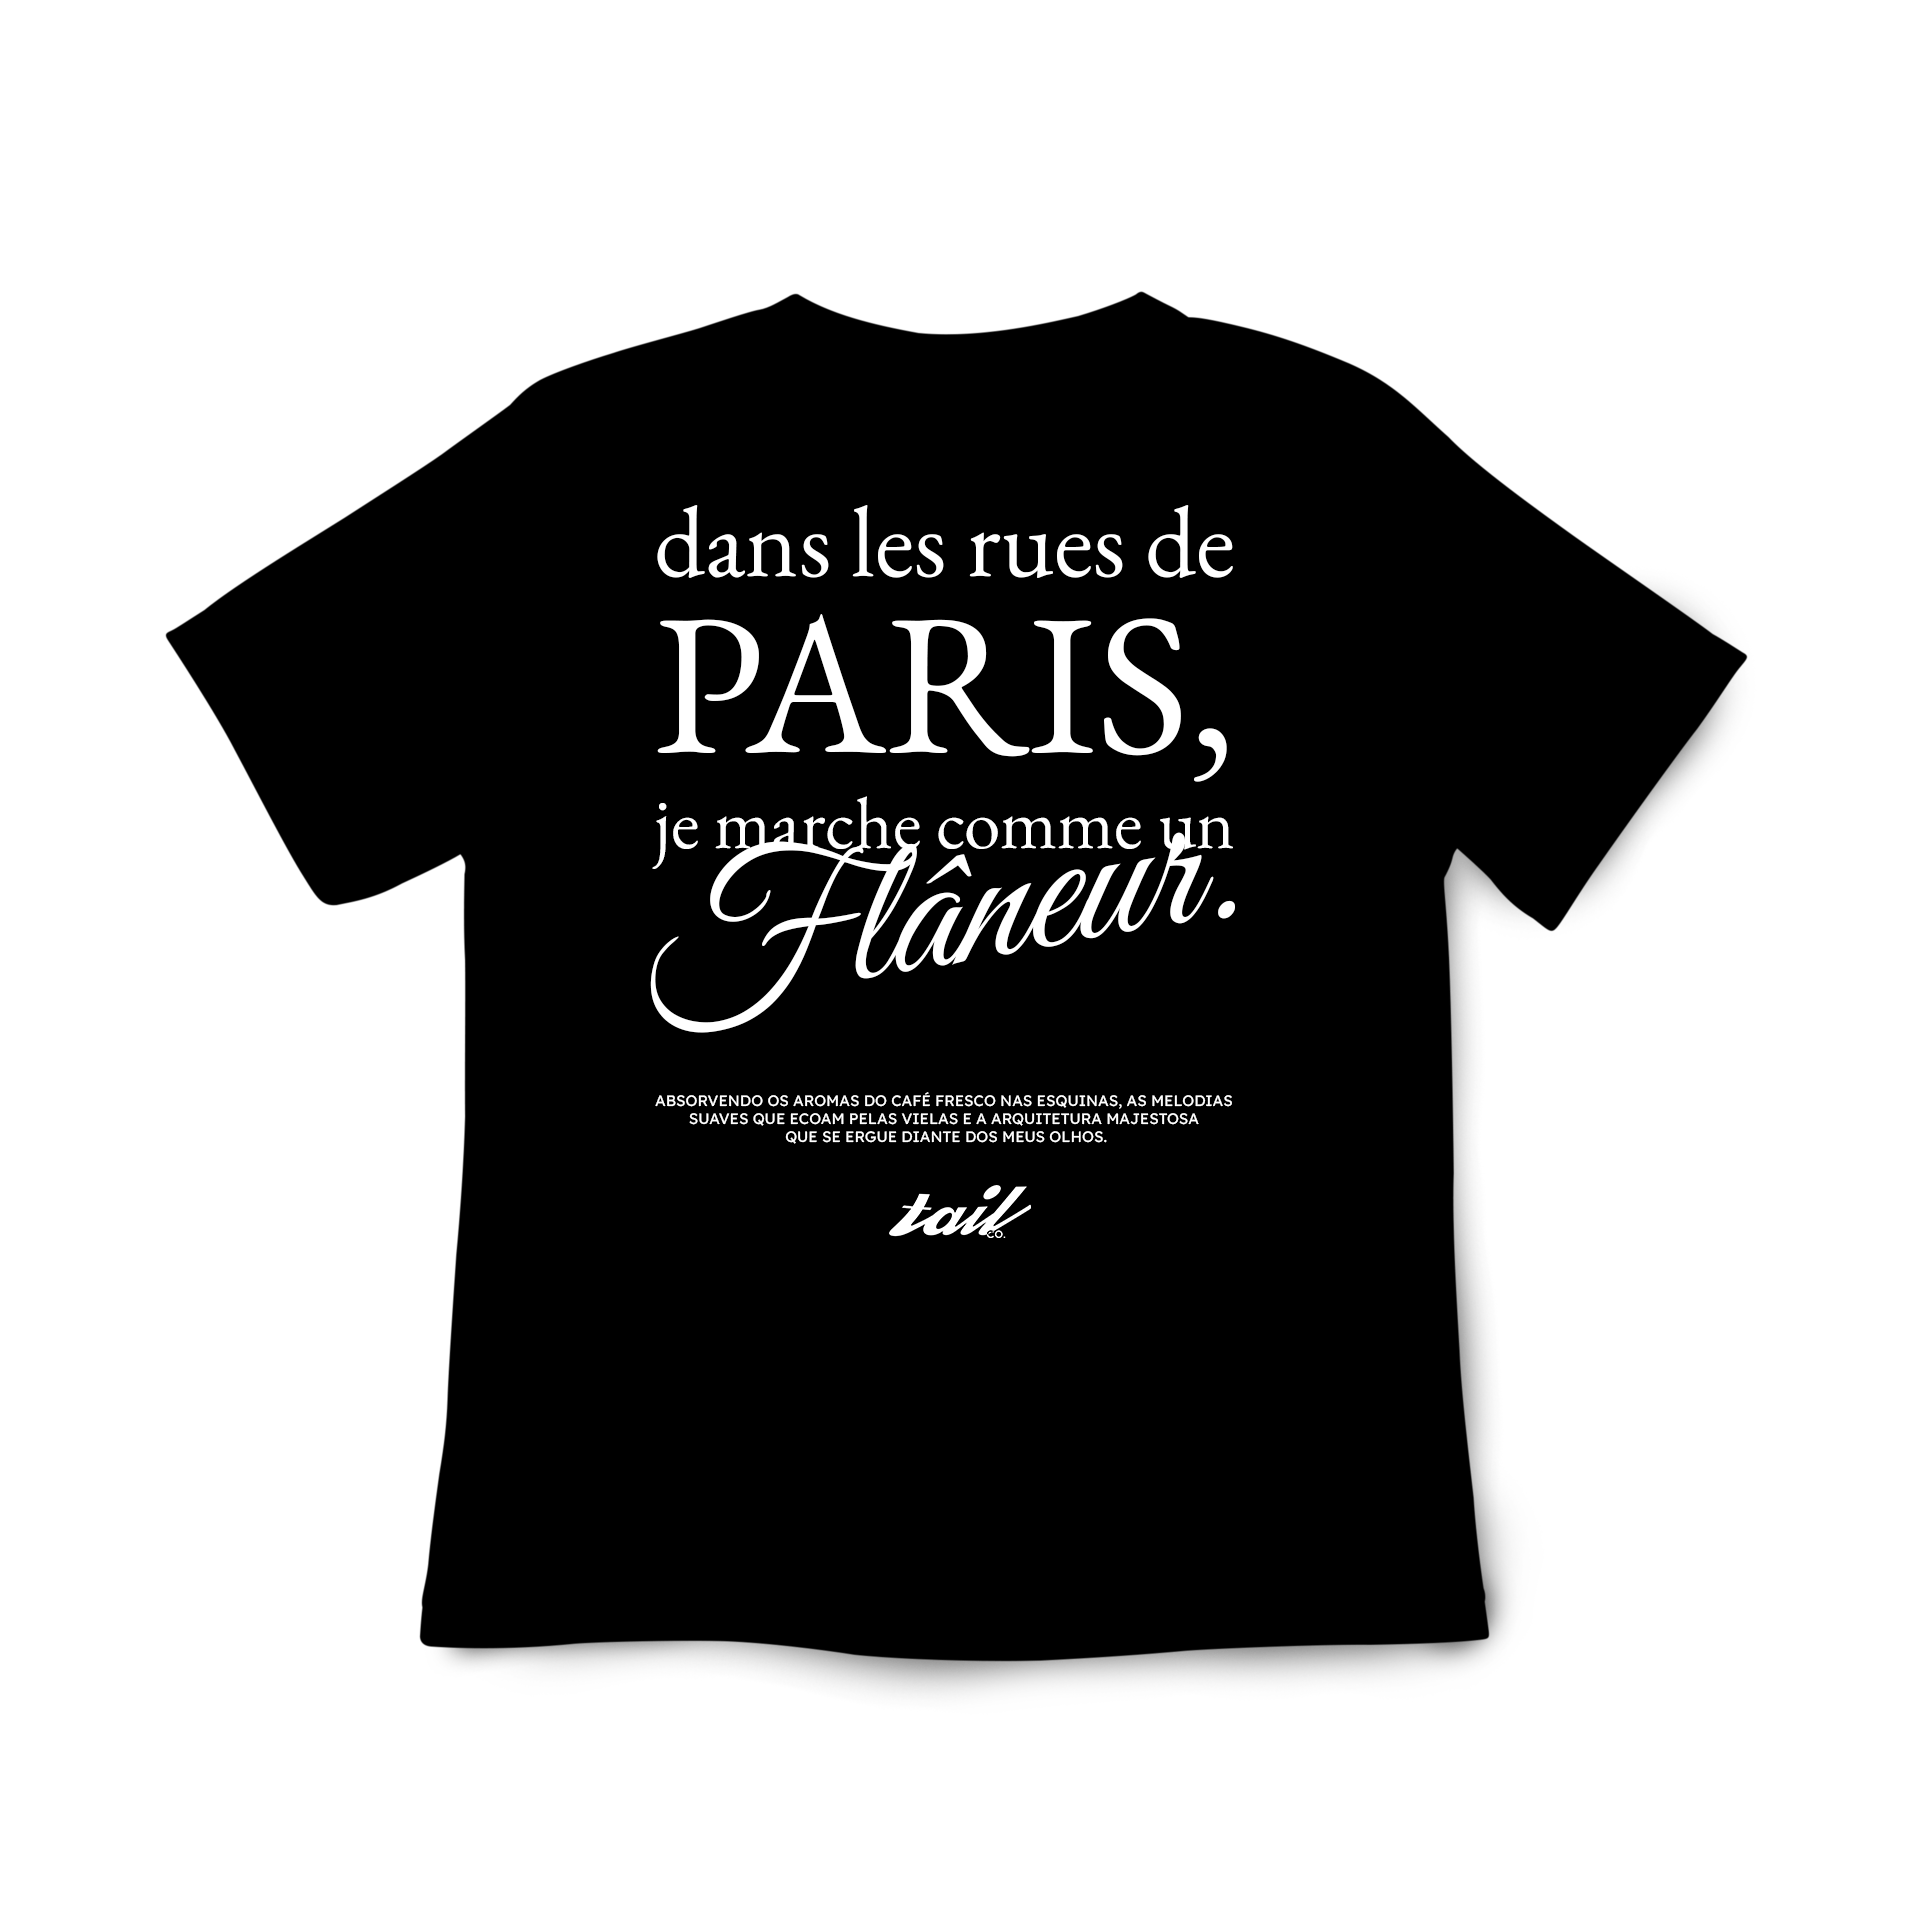 dans les rues de
PARIS,
je marche comme un
Flâneur.
ABSORVENDO OS AROMAS DO CAFÉ FRESCO NAS ESQUINAS, AS MELODIAS
SUAVES QUE ECOAM PELAS VIELAS E A ARQUITETURA MAJESTOSA
QUE SE ERGUE DIANTE DOS MEUS OLHOS.
tail
CO.